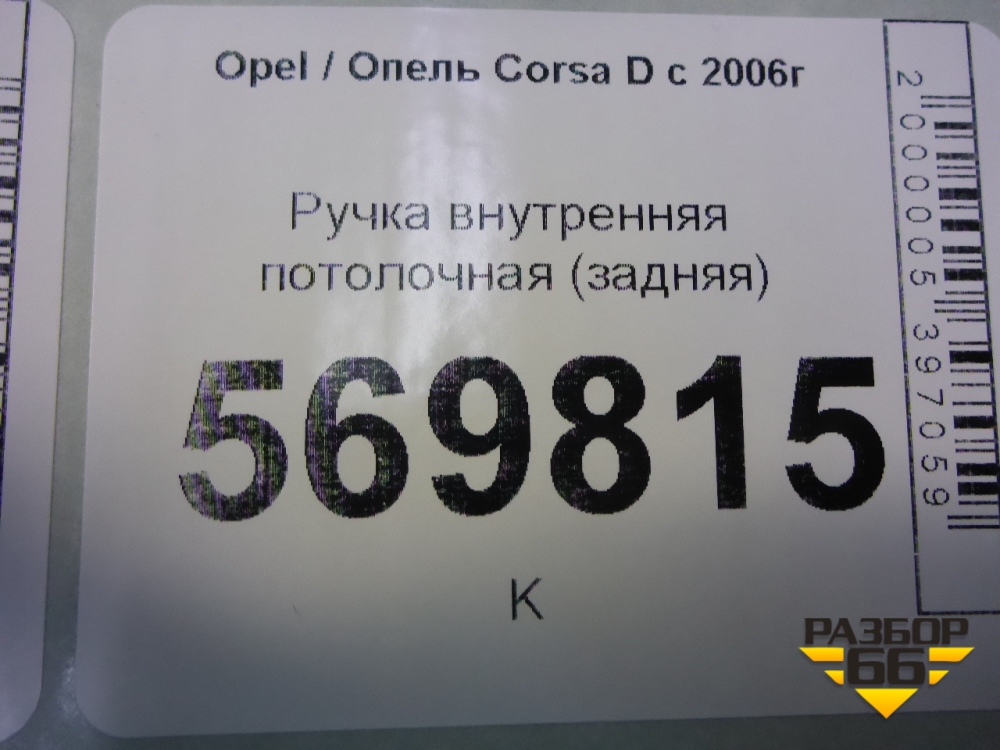 Opel / Опель Corsa D с 2006г
Ручка внутренняя
потолочная (задняя)
569815
К
2000005397059
РАЗБОР
66